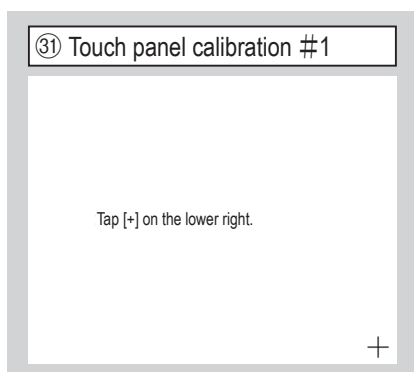 ㉛ Touch panel calibration #1
Tap [+] on the lower right.
+